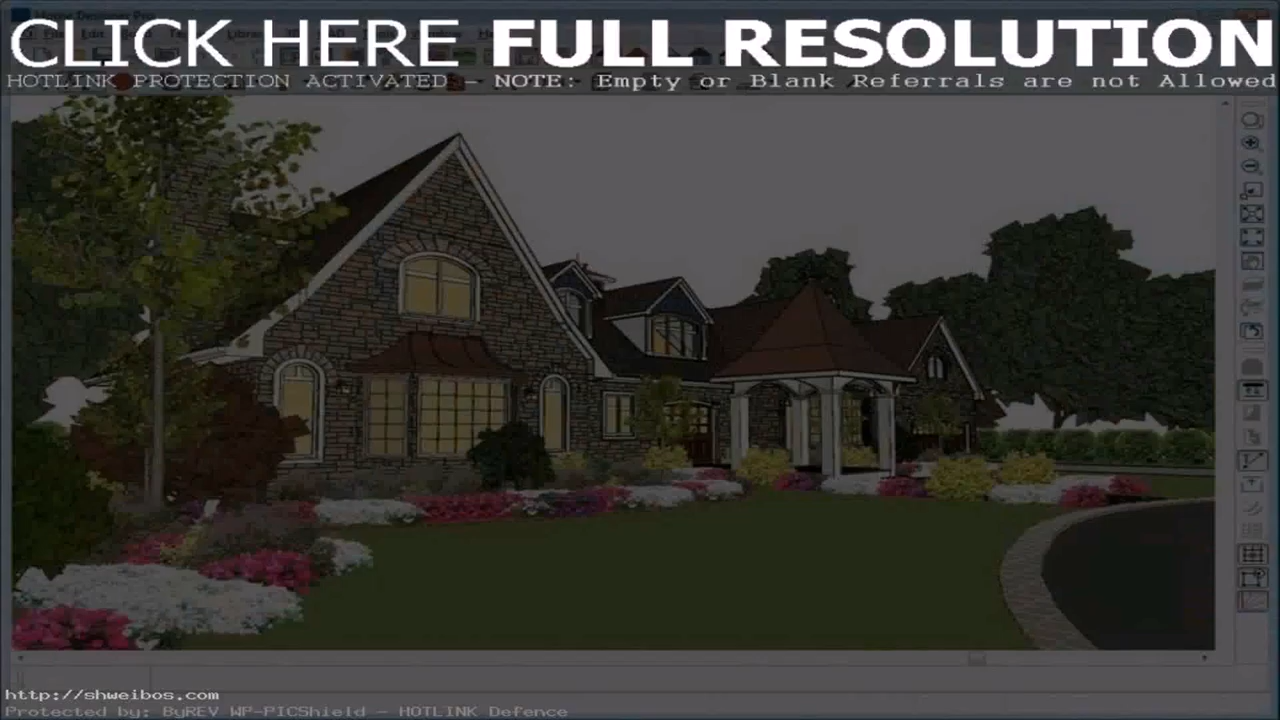 CLICK HERE FULL RESOLUTION
HOTLINK PROTECTION ACTIVATED - NOTE: Empty or Blank Referrals are not Allowed
http://shweibos.com
Protected by: ByREV WP-PICShield - HOTLINK Defence